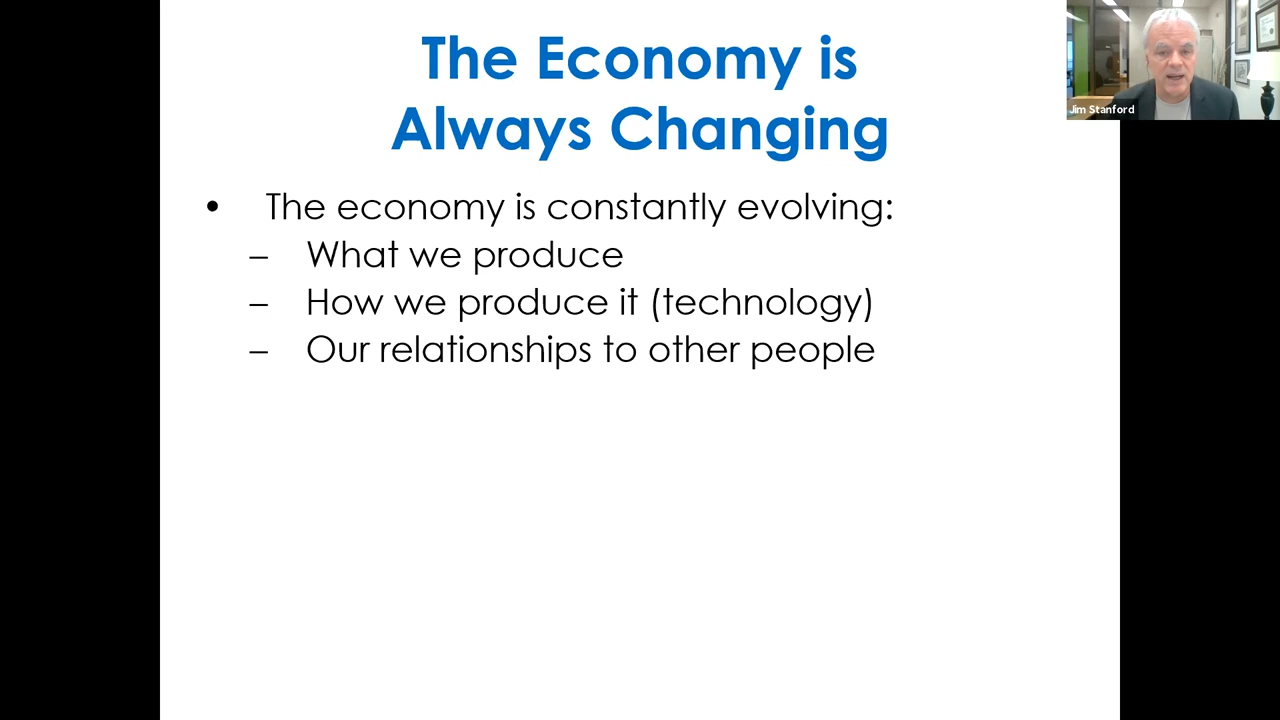 The Economy is
Always Changing
• The economy is constantly evolving:
– What we produce
– How we produce it (technology)
– Our relationships to other people
Jim Stanford